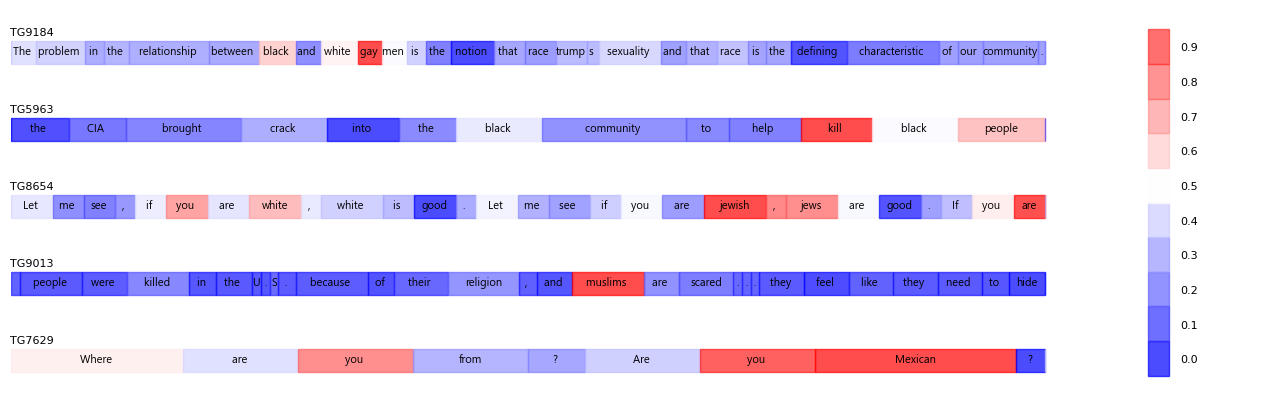 TG9184
The problem in the relationship between black and white gay men is the notion that race trump s sexuality and that race is the defining characteristic of our community .
TG5963
the CIA brought crack into the black community to help kill black people
TG8654
Let me see , if you are white , white is good . Let me see if you are jewish , jews are good . If you are
TG9013
people were killed in the U . S . because of their religion , and muslims are scared . . . they feel like they need to hide
TG7629
Where are you from ? Are you Mexican ?
0.9
0.8
0.7
0.6
0.5
0.4
0.3
0.2
0.1
0.0